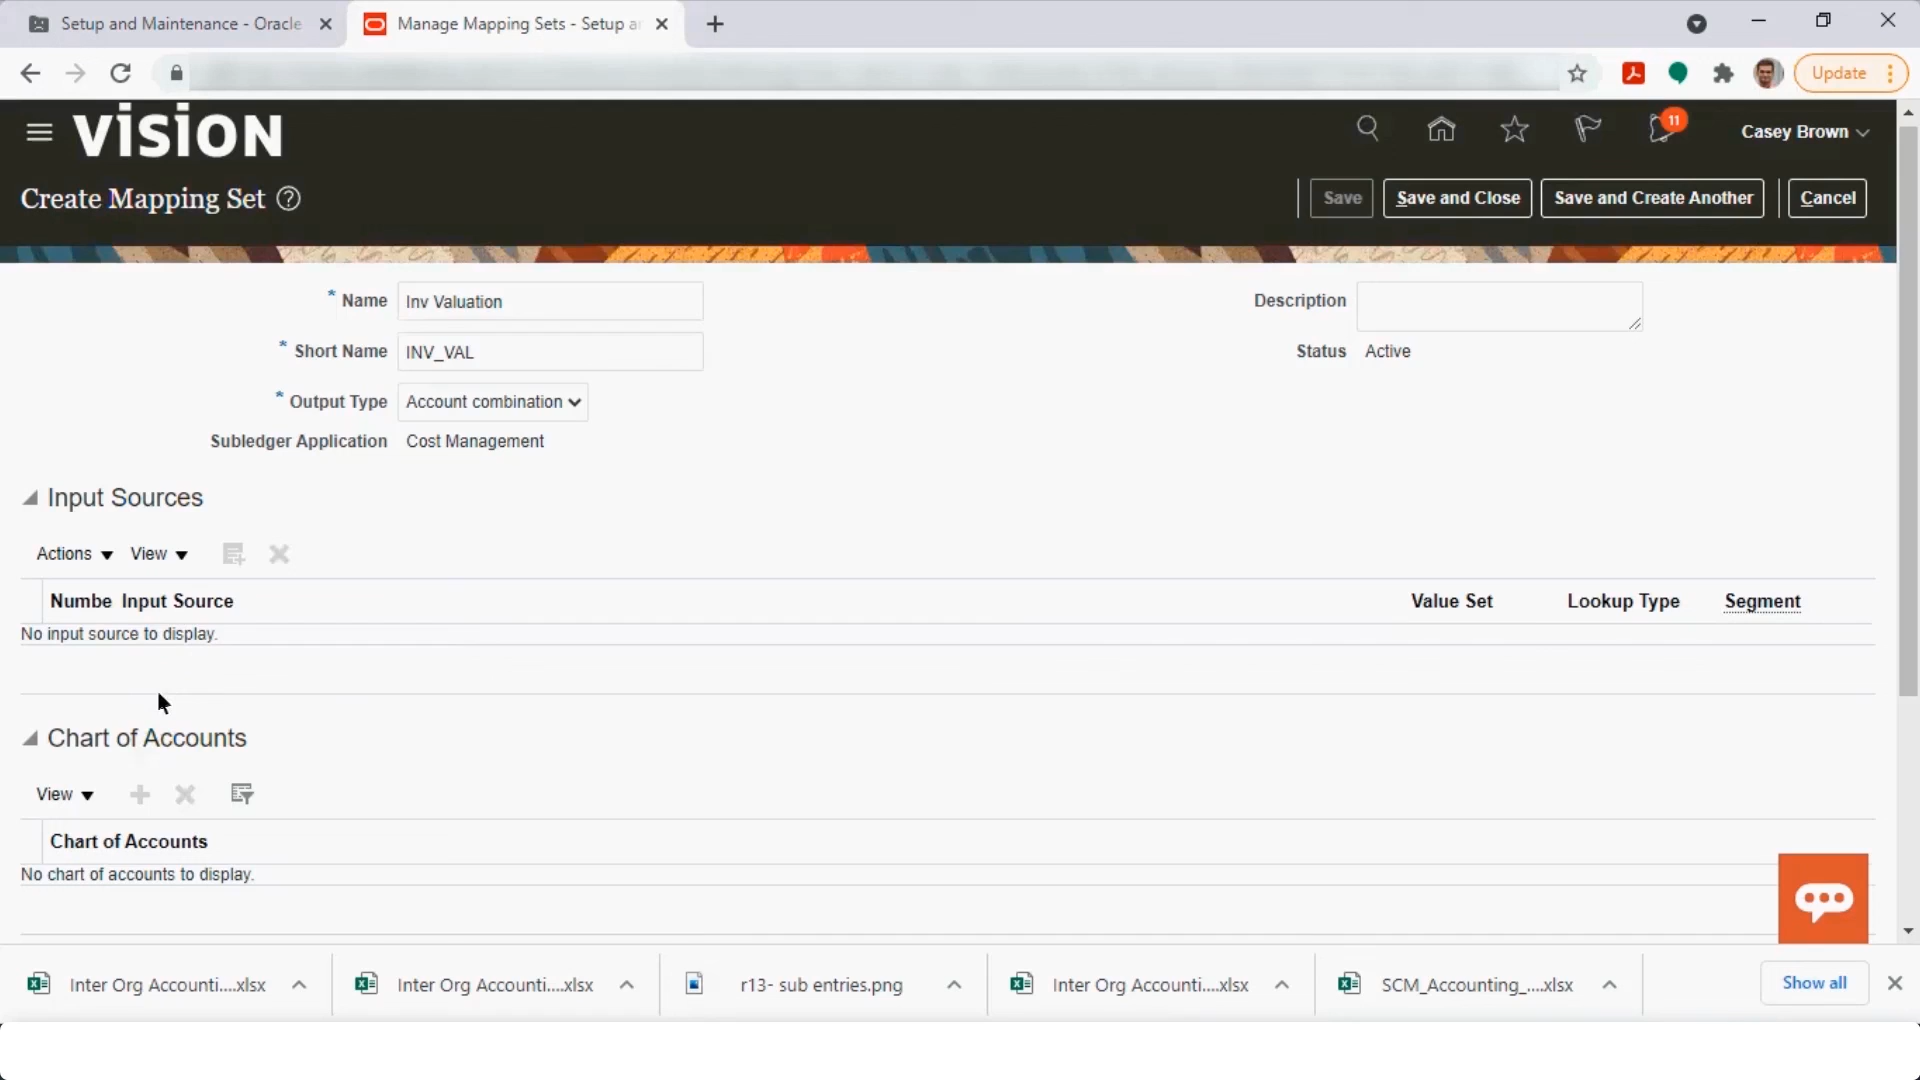 Setup and Maintenance - Oracle
Manage Mapping Sets - Setup a
Update
VISION
11
Casey Brown
Create Mapping Set ?
Save
Save and Close
Save and Create Another
Cancel
* Name Inv Valuation
Description
* Short Name INV_VAL
Status Active
* Output Type Account combination
Subledger Application Cost Management
Input Sources
Actions View
Numbe Input Source Value Set Lookup Type Segment
No input source to display.
Chart of Accounts
View
Chart of Accounts
No chart of accounts to display.
Inter Org Accounti....xlsx
Inter Org Accounti....xlsx
r13- sub entries.png
Inter Org Accounti....xlsx
SCM_Accounting_....xlsx
Show all